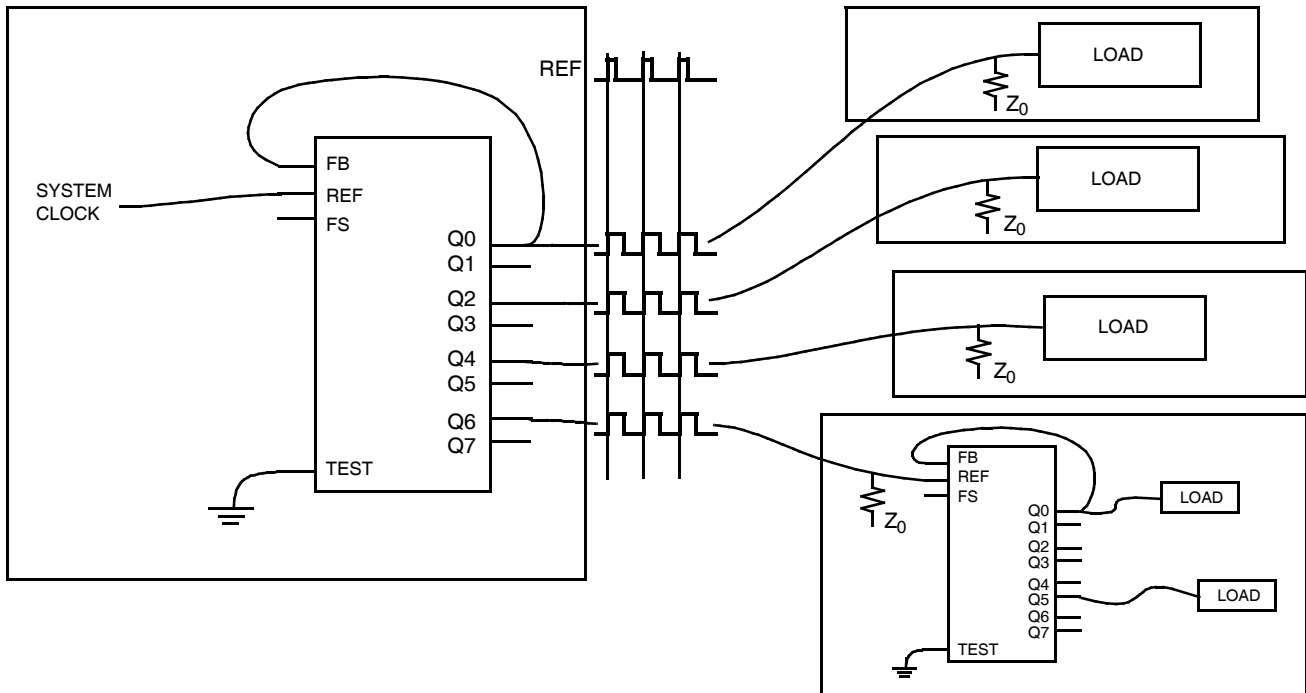 REF
SYSTEM
CLOCK
FB
REF
FS
Q0
Q1
Q2
Q3
Q4
Q5
Q6
Q7
TEST
LOAD
Z0
LOAD
Z0
LOAD
Z0
Z0
FB
REF
FS
Q0
Q1
Q2
Q3
Q4
Q5
Q6
Q7
TEST
LOAD
LOAD